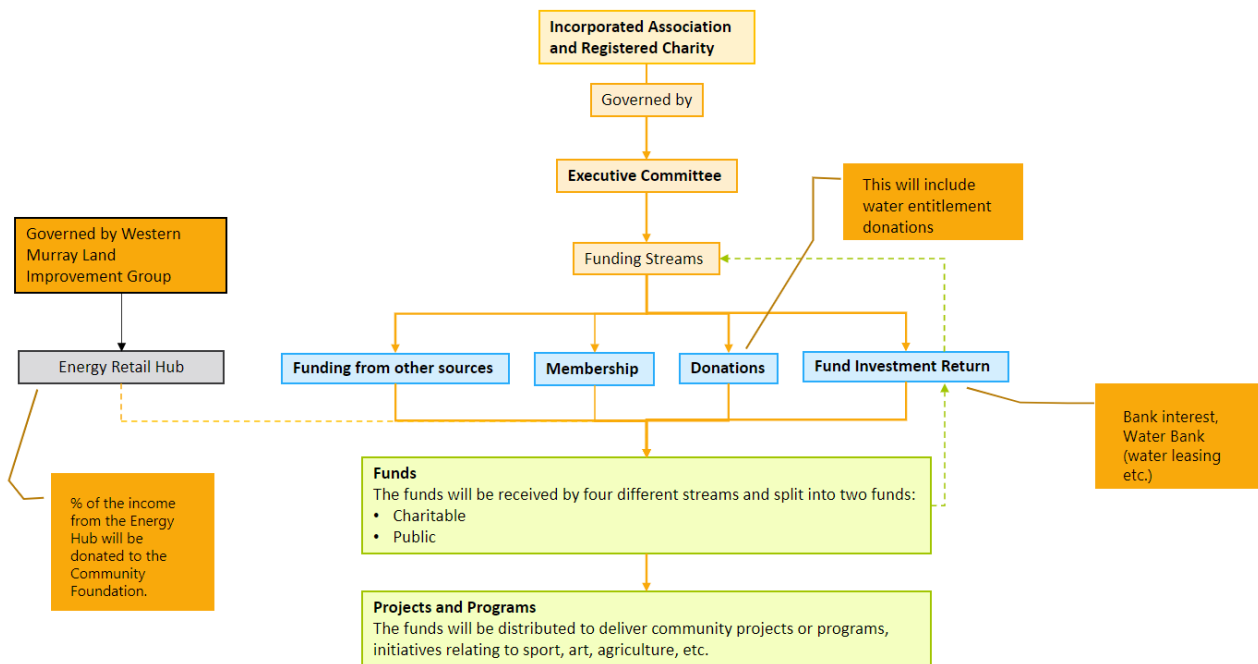 Incorporated Association
and Registered Charity
Governed by
Executive Committee
This will include
water entitlement
donations
Governed by Western
Murray Land
Improvement Group
Funding Streams
Energy Retail Hub
Funding from other sources
Membership
Donations
Fund Investment Return
Bank interest,
Water Bank
(water leasing
etc.)
% of the income
from the Energy
Hub will be
donated to the
Community
Foundation.
Funds
The funds will be received by four different streams and split into two funds:
• Charitable
• Public
Projects and Programs
The funds will be distributed to deliver community projects or programs,
initiatives relating to sport, art, agriculture, etc.